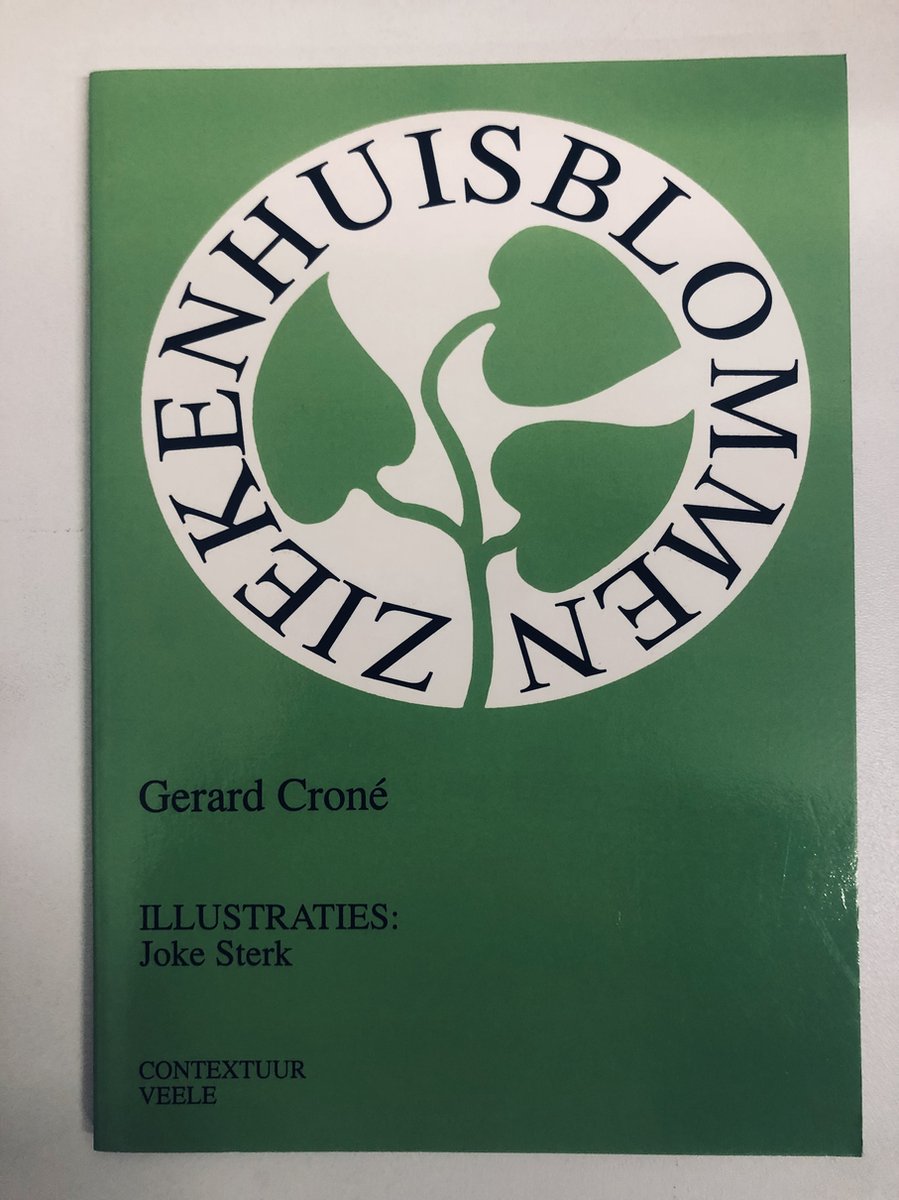 ZIEKENHUISBLOMMEN
Gerard Croné
ILLUSTRATIES:
Joke Sterk
CONTEXTUUR
VEELE